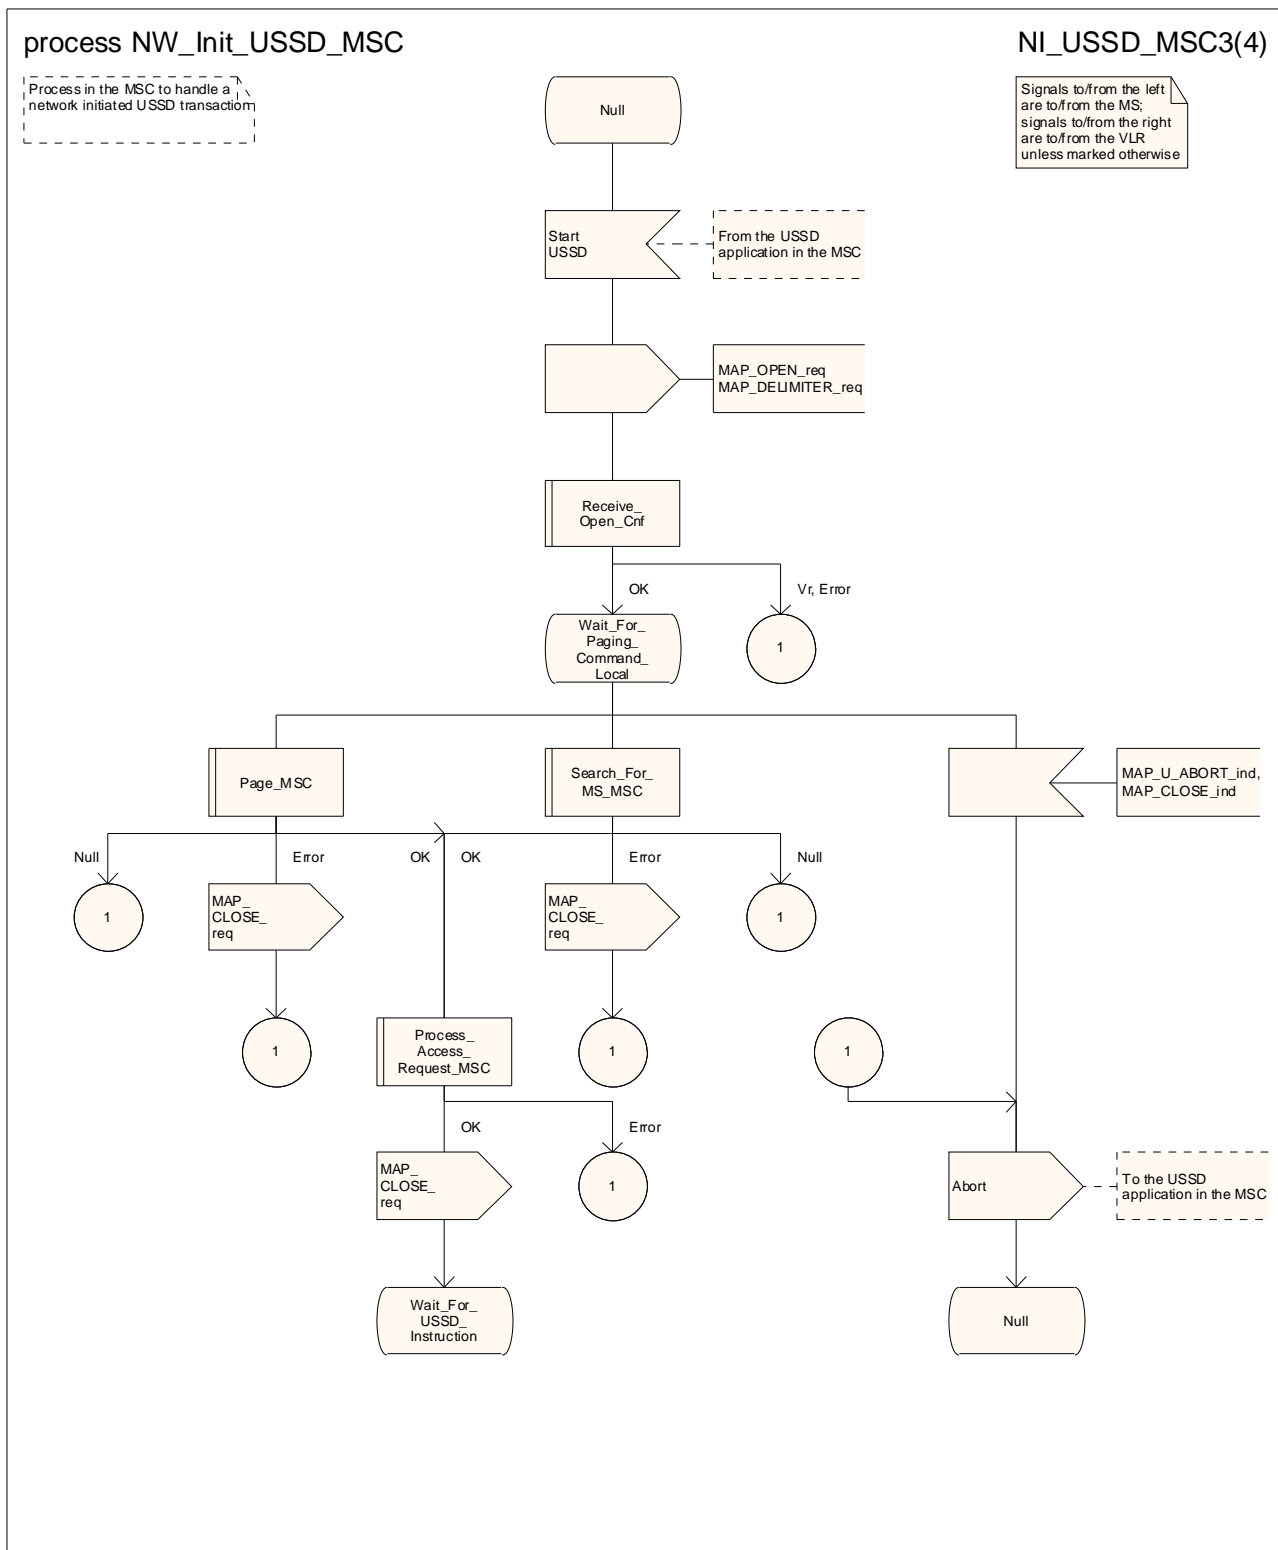 process NW_Init_USSD_MSC
NI_USSD_MSC3(4)
Process in the MSC to handle a
network initiated USSD transaction
Signals to/from the left
are to/from the MS;
signals to/from the right
are to/from the VLR
unless marked otherwise
Null
Start
USSD
From the USSD
application in the MSC
MAP_OPEN_req
MAP_DELIMITER_req
Receive_
Open_Cnf
OK
Vr, Error
Wait_For_
Paging_
Command_
Local
1
Page_MSC
Search_For_
MS_MSC
MAP_U_ABORT_ind,
MAP_CLOSE_ind
Null
Error
OK
OK
Error
Null
1
MAP_
CLOSE_
req
MAP_
CLOSE_
req
1
1
Process_
Access_
Request_MSC
1
1
OK
Error
MAP_
CLOSE_
req
1
Abort
To the USSD
application in the MSC
Wait_For_
USSD_
Instruction
Null